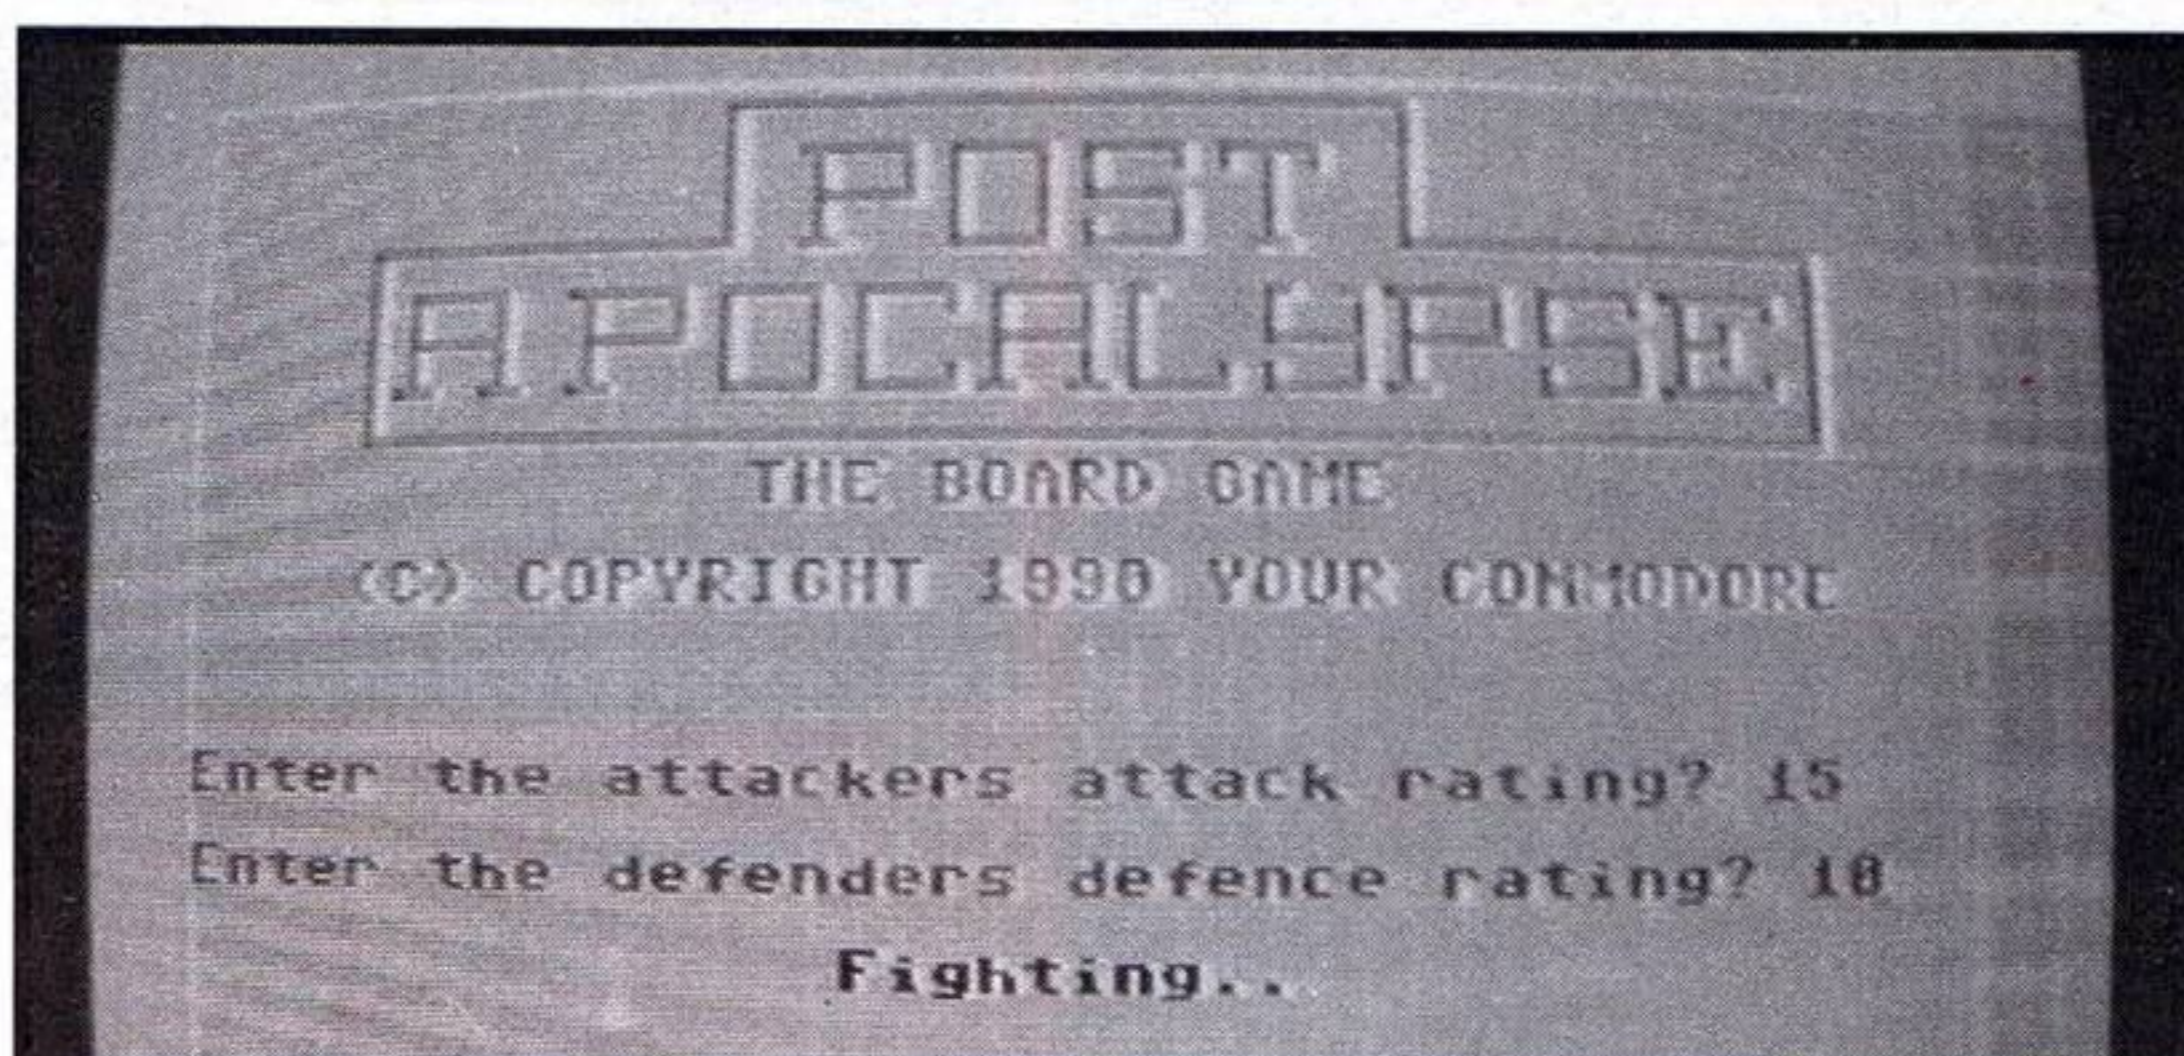 POST
APOCALYPSE
THE BOARD GAME
(C) COPYRIGHT 1990 YOUR COMMODORE
Enter the attackers attack rating? 15
Enter the defenders defence rating? 10
Fighting..